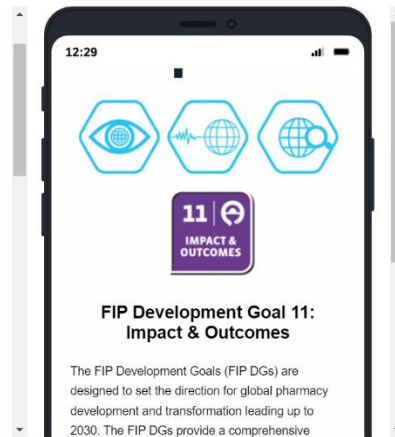 12:29
11
IMPACT &
OUTCOMES
FIP Development Goal 11:
Impact & Outcomes
The FIP Development Goals (FIP DGs) are
designed to set the direction for global pharmacy
development and transformation leading up to
2030. The FIP DGs provide a comprehensive